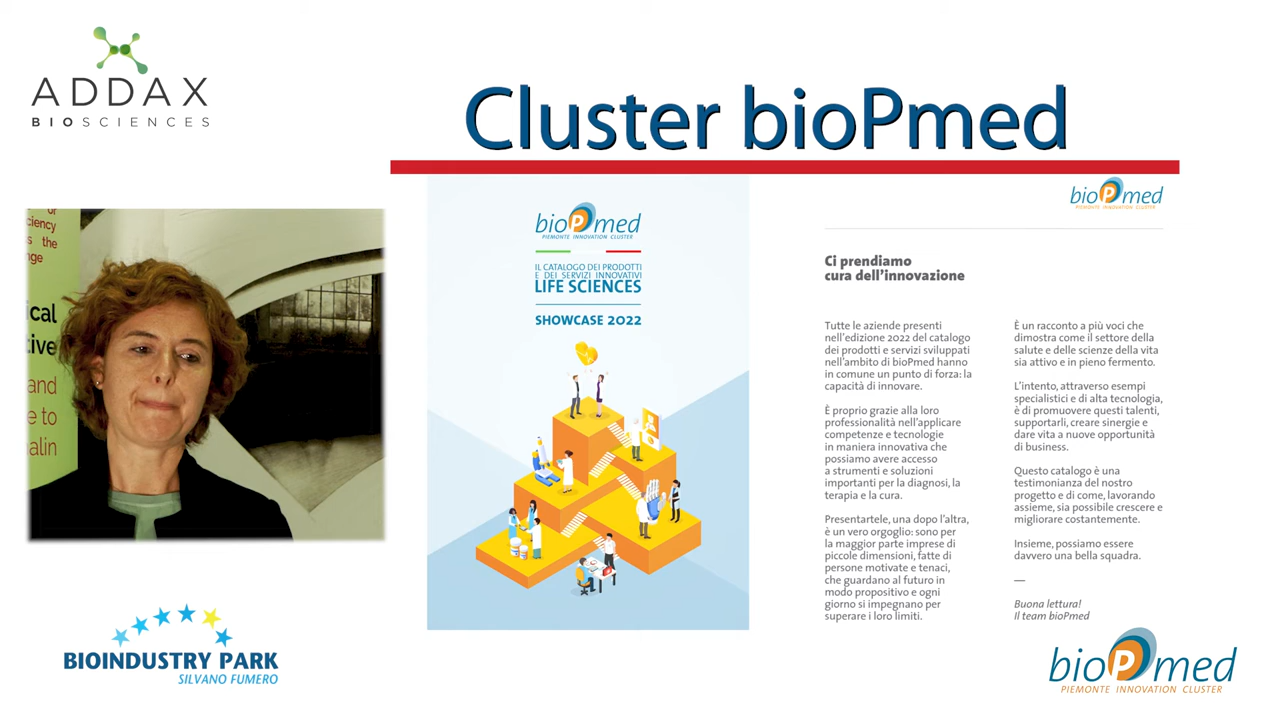 ADDAX
BIOSCIENCES
Cluster bioPmed
or
ciency
s the
nge
ical
tive
and
e to
alin
bioPmed
PIEMONTE INNOVATION CLUSTER
IL CATALOGO DEI PRODOTTI
E DEI SERVIZI INNOVATIVI
LIFE SCIENCES
SHOWCASE 2022
bioPmed
PIEMONTE INNOVATION CLUSTER
Ci prendiamo
cura dell'innovazione
Tutte le aziende presenti
nell'edizione 2022 del catalogo
dei prodotti e servizi sviluppati
nell'ambito di bioPmed hanno
in comune un punto di forza: la
capacità di innovare.
È proprio grazie alla loro
professionalità nell'applicare
competenze e tecnologie
in maniera innovativa che
possiamo avere accesso
a strumenti e soluzioni
importanti per la diagnosi, la
terapia e la cura.
Presentartele, una dopo l'altra,
è un vero orgoglio: sono per
la maggior parte imprese di
piccole dimensioni, fatte di
persone motivate e tenaci,
che guardano al futuro in
modo propositivo e ogni
giorno si impegnano per
superare i loro limiti.
È un racconto a più voci che
dimostra come il settore della
salute e delle scienze della vita
sia attivo e in pieno fermento.
L'intento, attraverso esempi
specialistici e di alta tecnologia,
è di promuovere questi talenti,
supportarli, creare sinergie e
dare vita a nuove opportunità
di business.
Questo catalogo è una
testimonianza del nostro
progetto e di come, lavorando
assieme, sia possibile crescere e
migliorare costantemente.
Insieme, possiamo essere
davvero una bella squadra.
—
Buona lettura!
Il team bioPmed
BIOINDUSTRY PARK
SILVANO FUMERO
bioPmed
PIEMONTE INNOVATION CLUSTER